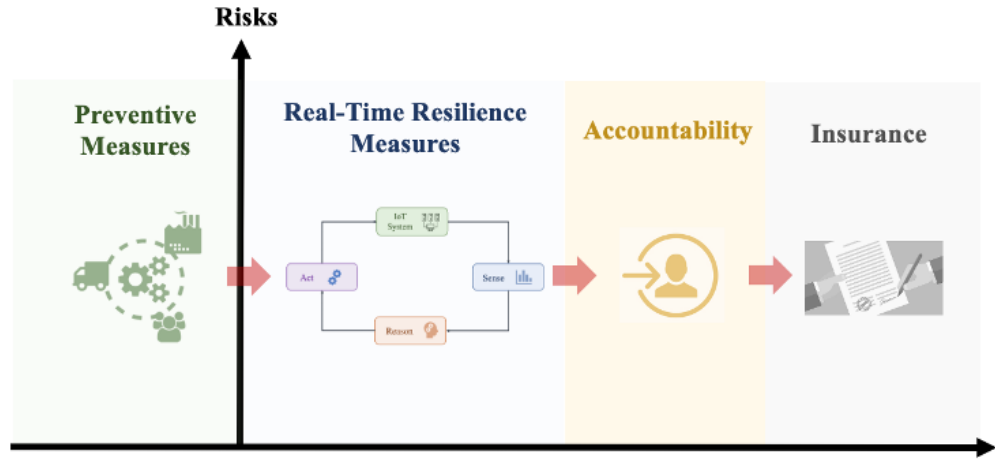 Risks
Preventive
Measures
Real-Time Resilience
Measures
Accountability
Insurance
IoT
System
Act
Sense
Reason